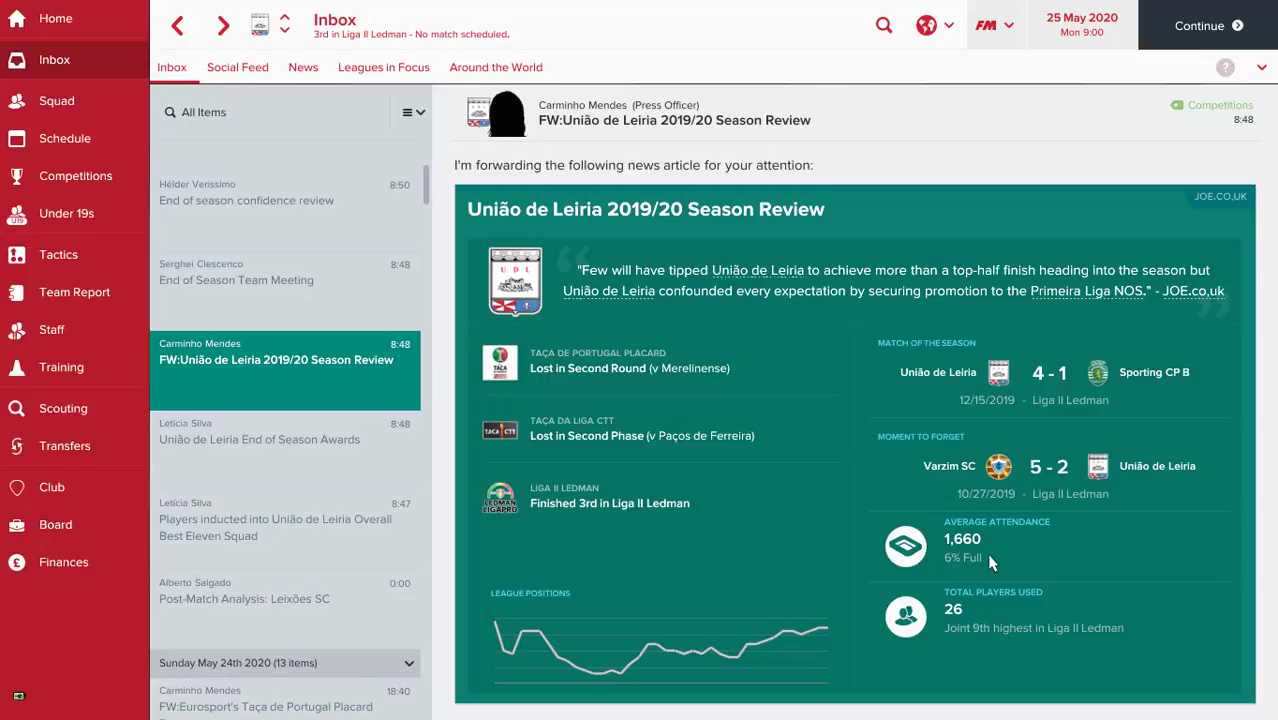 Home
Inbox
Squad
Schedule
Competitions
Under 19s
Tactics
Team Report
Staff
Training
Scouting
Transfers
Club
Board
Finances
Inbox
3rd in Liga II Ledman - No match scheduled.
FM
25 May 2020
Mon 9:00
Continue
Inbox
Social Feed
News
Leagues in Focus
Around the World
?
All Items
Hélder Veríssimo 8:50
End of season confidence review
Serghei Clescenco 8:48
End of Season Team Meeting
Carminho Mendes 8:48
FW:União de Leiria 2019/20 Season Review
Letícia Silva 8:48
União de Leiria End of Season Awards
Letícia Silva 8:47
Players inducted into União de Leiria Overall
Best Eleven Squad
Alberto Salgado 0:00
Post-Match Analysis: Leixões SC
Sunday May 24th 2020 (13 items)
Carminho Mendes 18:40
FW:Eurosport's Taça de Portugal Placard
Carminho Mendes (Press Officer)
FW:União de Leiria 2019/20 Season Review
Competitions
8:48
I'm forwarding the following news article for your attention:
União de Leiria 2019/20 Season Review
JOE.CO.UK
UDL
"Few will have tipped União de Leiria to achieve more than a top-half finish heading into the season but
União de Leiria confounded every expectation by securing promotion to the Primeira Liga NOS." - JOE.co,uk
TAÇA DE PORTUGAL PLACARD
Lost in Second Round (v Merelinense)
TAÇA DA LIGA CTT
Lost in Second Phase (v Paços de Ferreira)
LIGA II LEDMAN
Finished 3rd in Liga II Ledman
LEAGUE POSITIONS
MATCH OF THE SEASON
União de Leiria 4 - 1 Sporting CP B
12/15/2019 - Liga II Ledman
MOMENT TO FORGET
Varzim SC 5 - 2 União de Leiria
10/27/2019 - Liga II Ledman
AVERAGE ATTENDANCE
1,660
6% Full
TOTAL PLAYERS USED
26
Joint 9th highest in Liga II Ledman